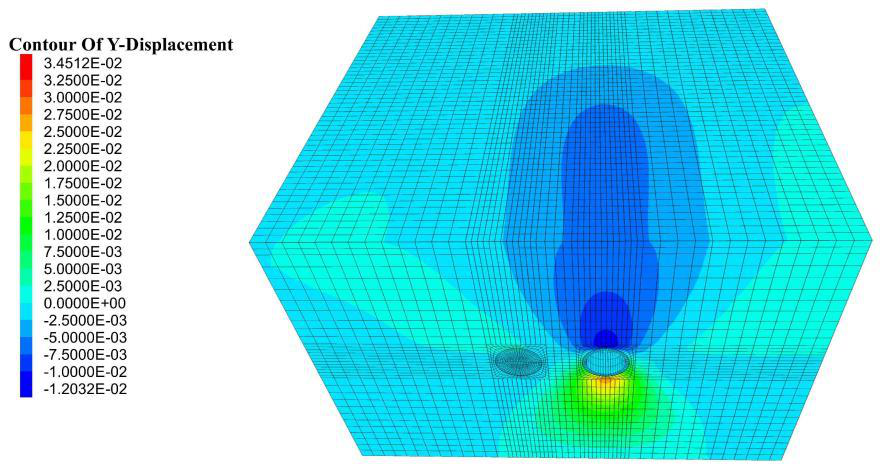 Contour Of Y-Displacement
3.4512E-02
3.2500E-02
3.0000E-02
2.7500E-02
2.5000E-02
2.2500E-02
2.0000E-02
1.7500E-02
1.5000E-02
1.2500E-02
1.0000E-02
7.5000E-03
5.0000E-03
2.5000E-03
0.0000E+00
-2.5000E-03
-5.0000E-03
-7.5000E-03
-1.0000E-02
-1.2032E-02